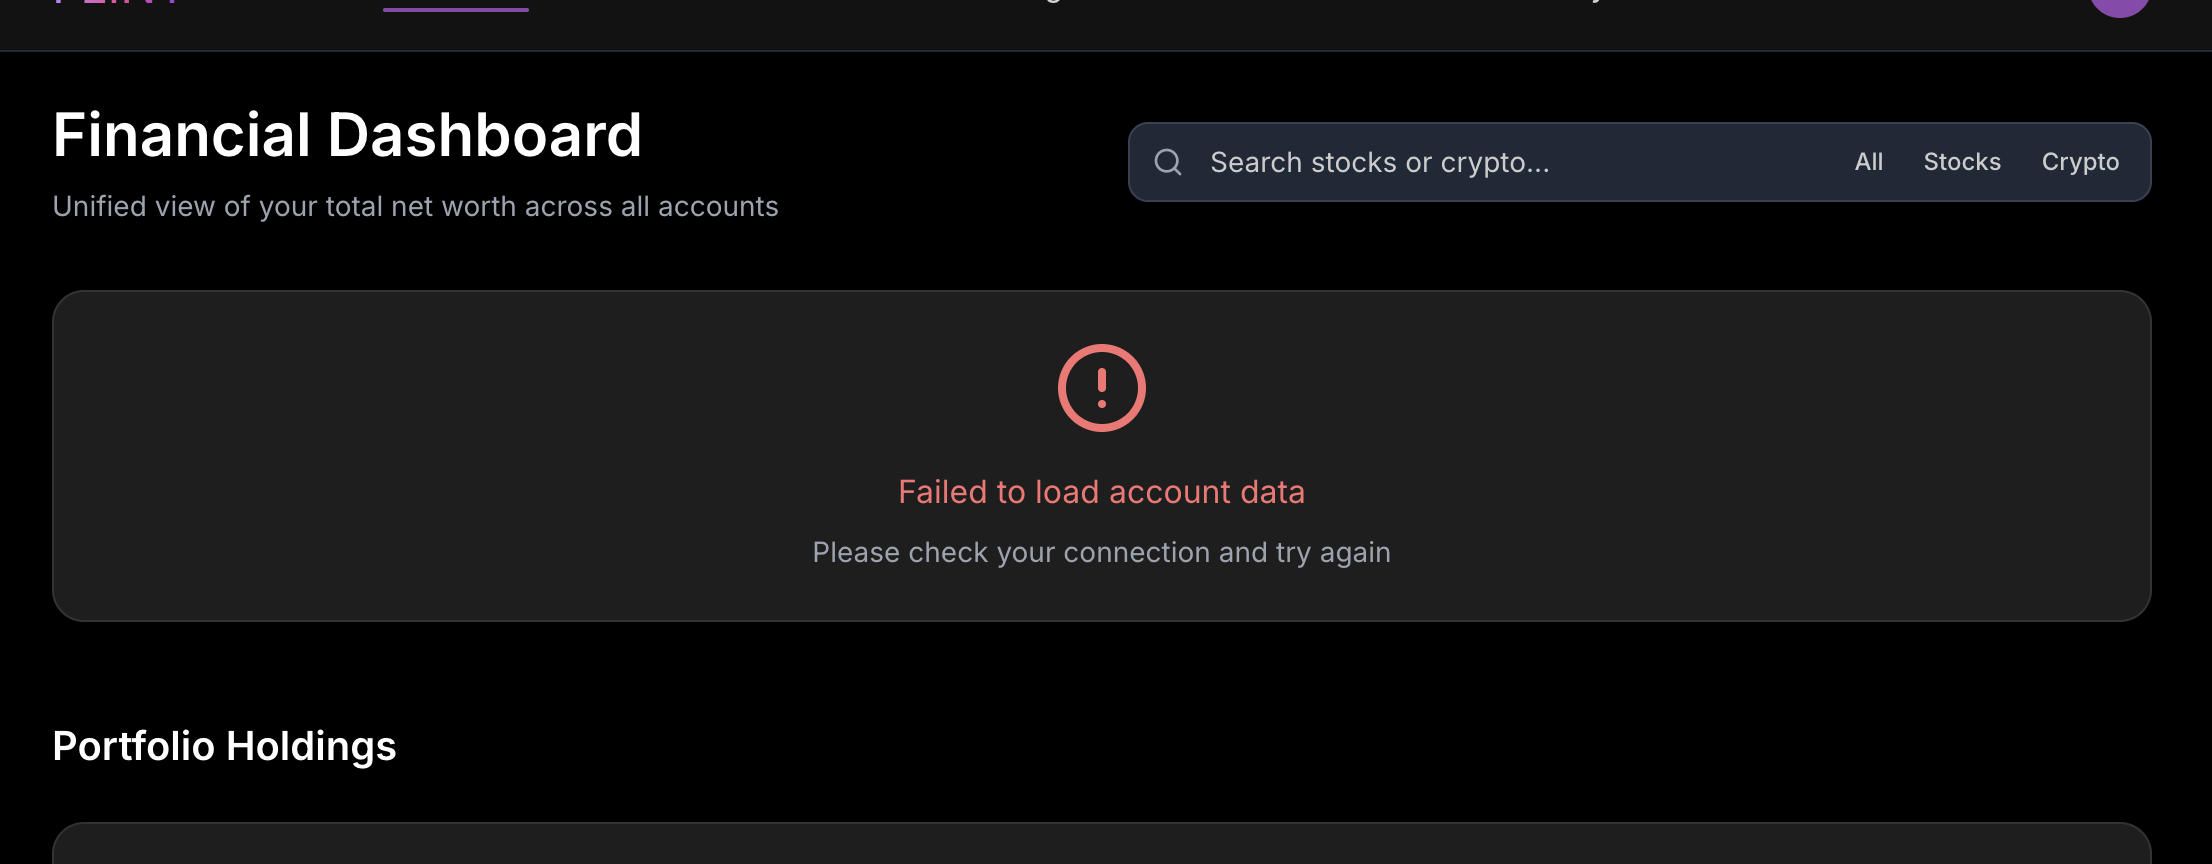 Financial Dashboard
Unified view of your total net worth across all accounts
Search stocks or crypto...
All
Stocks
Crypto
Failed to load account data
Please check your connection and try again
Portfolio Holdings